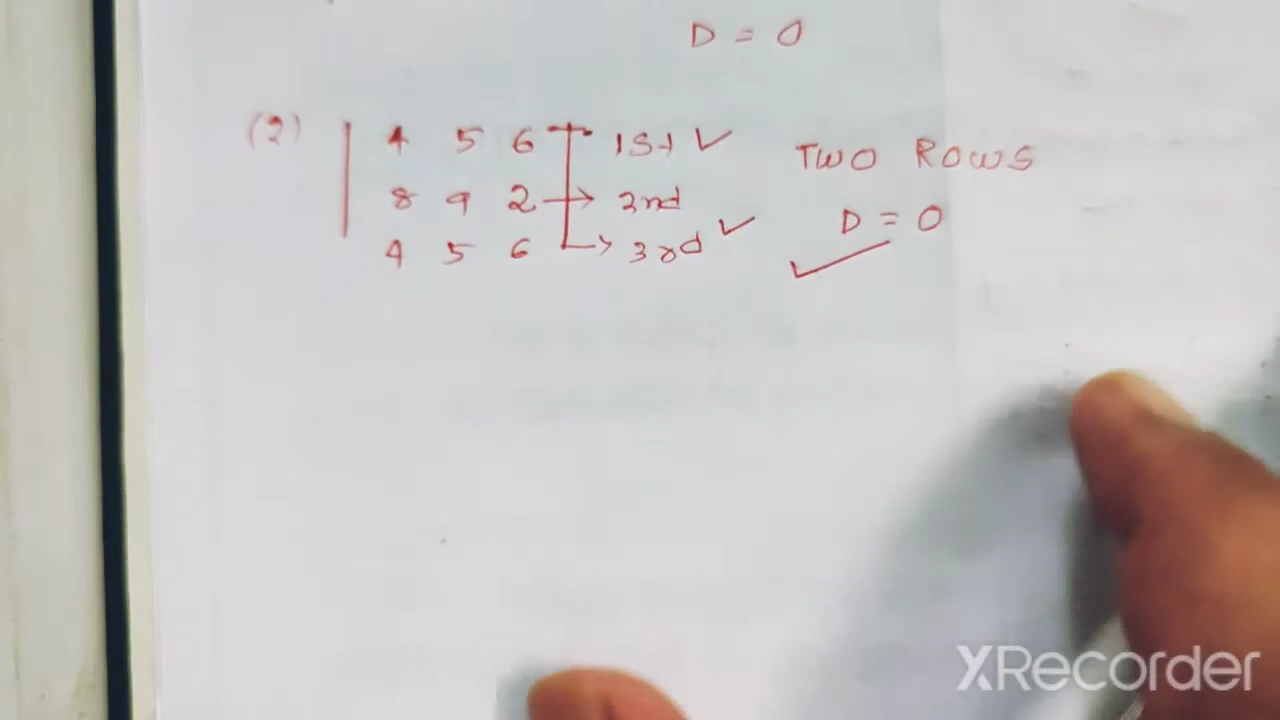 D = 0
(2) | 4 5 6 → 1st ✓ TWO ROWS
8 9 2 → 2nd
4 5 6 → 3rd ✓ D = 0 ✓
XRecorder